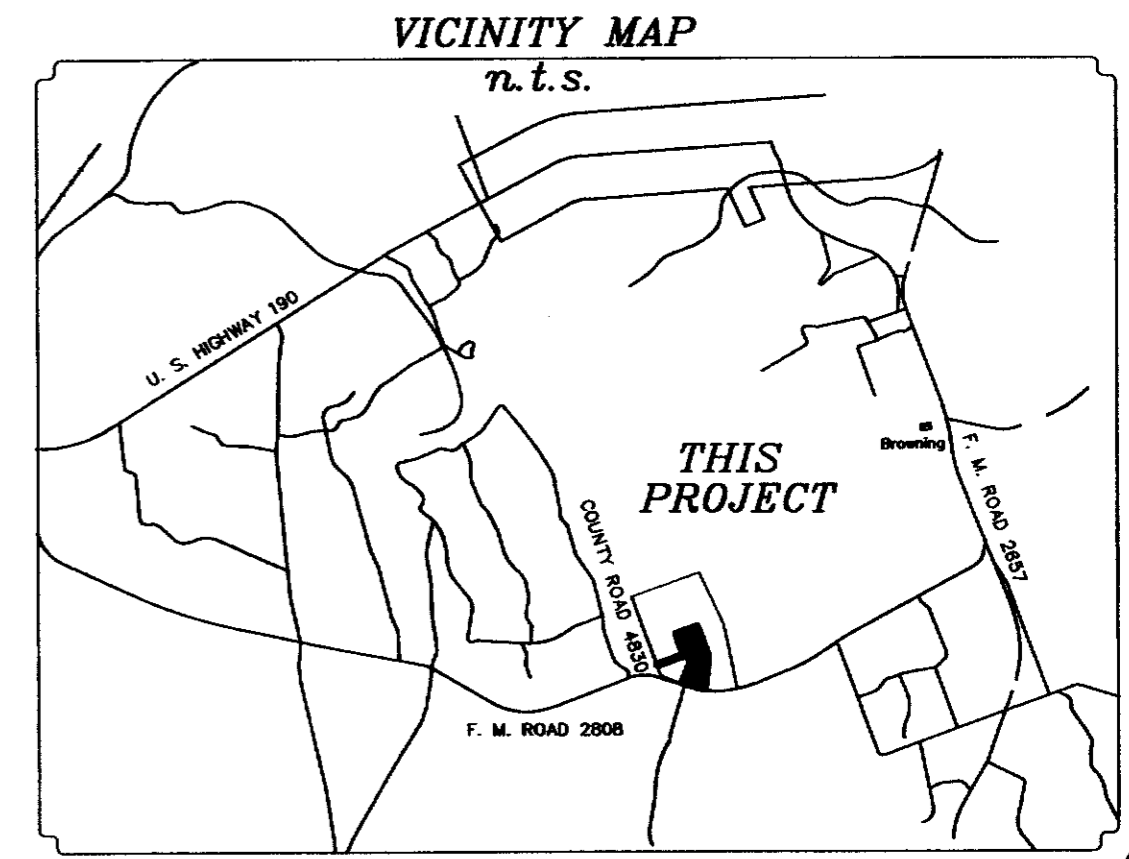 VICINITY MAP
n.t.s.
U. S. HIGHWAY 190
Browning
THIS
PROJECT
F. M. ROAD 2657
COUNTY ROAD 4830
F. M. ROAD 2808